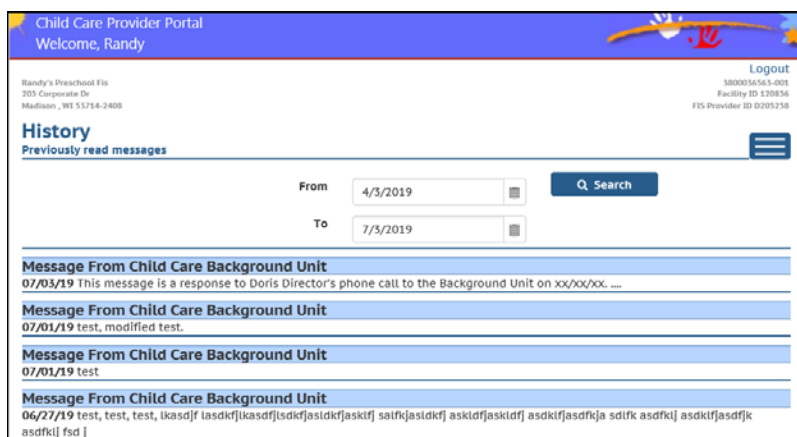 Child Care Provider Portal
Welcome, Randy
Logout
Randy's Preschool Fis
205 Corporate Dr
Madison , WI 53714-2408
3800036563-001
Facility ID 120836
FIS Provider ID D205258
History
Previously read messages
From
4/3/2019
Search
To
7/3/2019
Message From Child Care Background Unit
07/03/19 This message is a response to Doris Director's phone call to the Background Unit on xx/xx/xx. ....
Message From Child Care Background Unit
07/01/19 test, modified test.
Message From Child Care Background Unit
07/01/19 test
Message From Child Care Background Unit
06/27/19 test, test, test, lkasdjf lasdkfjlkasdfjlsdkfjasldkfjasklfj salfkjasldkfj askldfjaskldfj asdklfjasdfkja sdlfk asdfklj asdklfjasdfjk
asdfklj fsd j